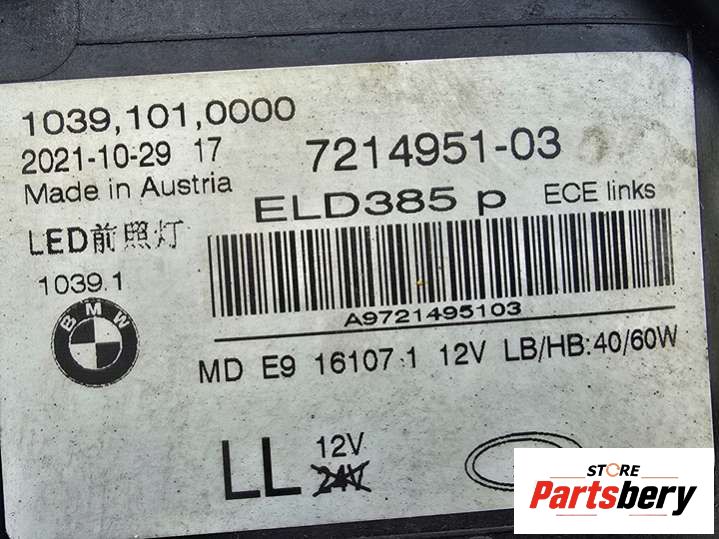 1039,101,0000
2021-10-29 17
7214951-03
Made in Austria
ELD385 p
ECE links
LED前照灯
1039.1
BMW
A9721495103
MD E9 16107.1 12V LB/HB:40/60W
LL
12V
24V
STORE
Partsbery